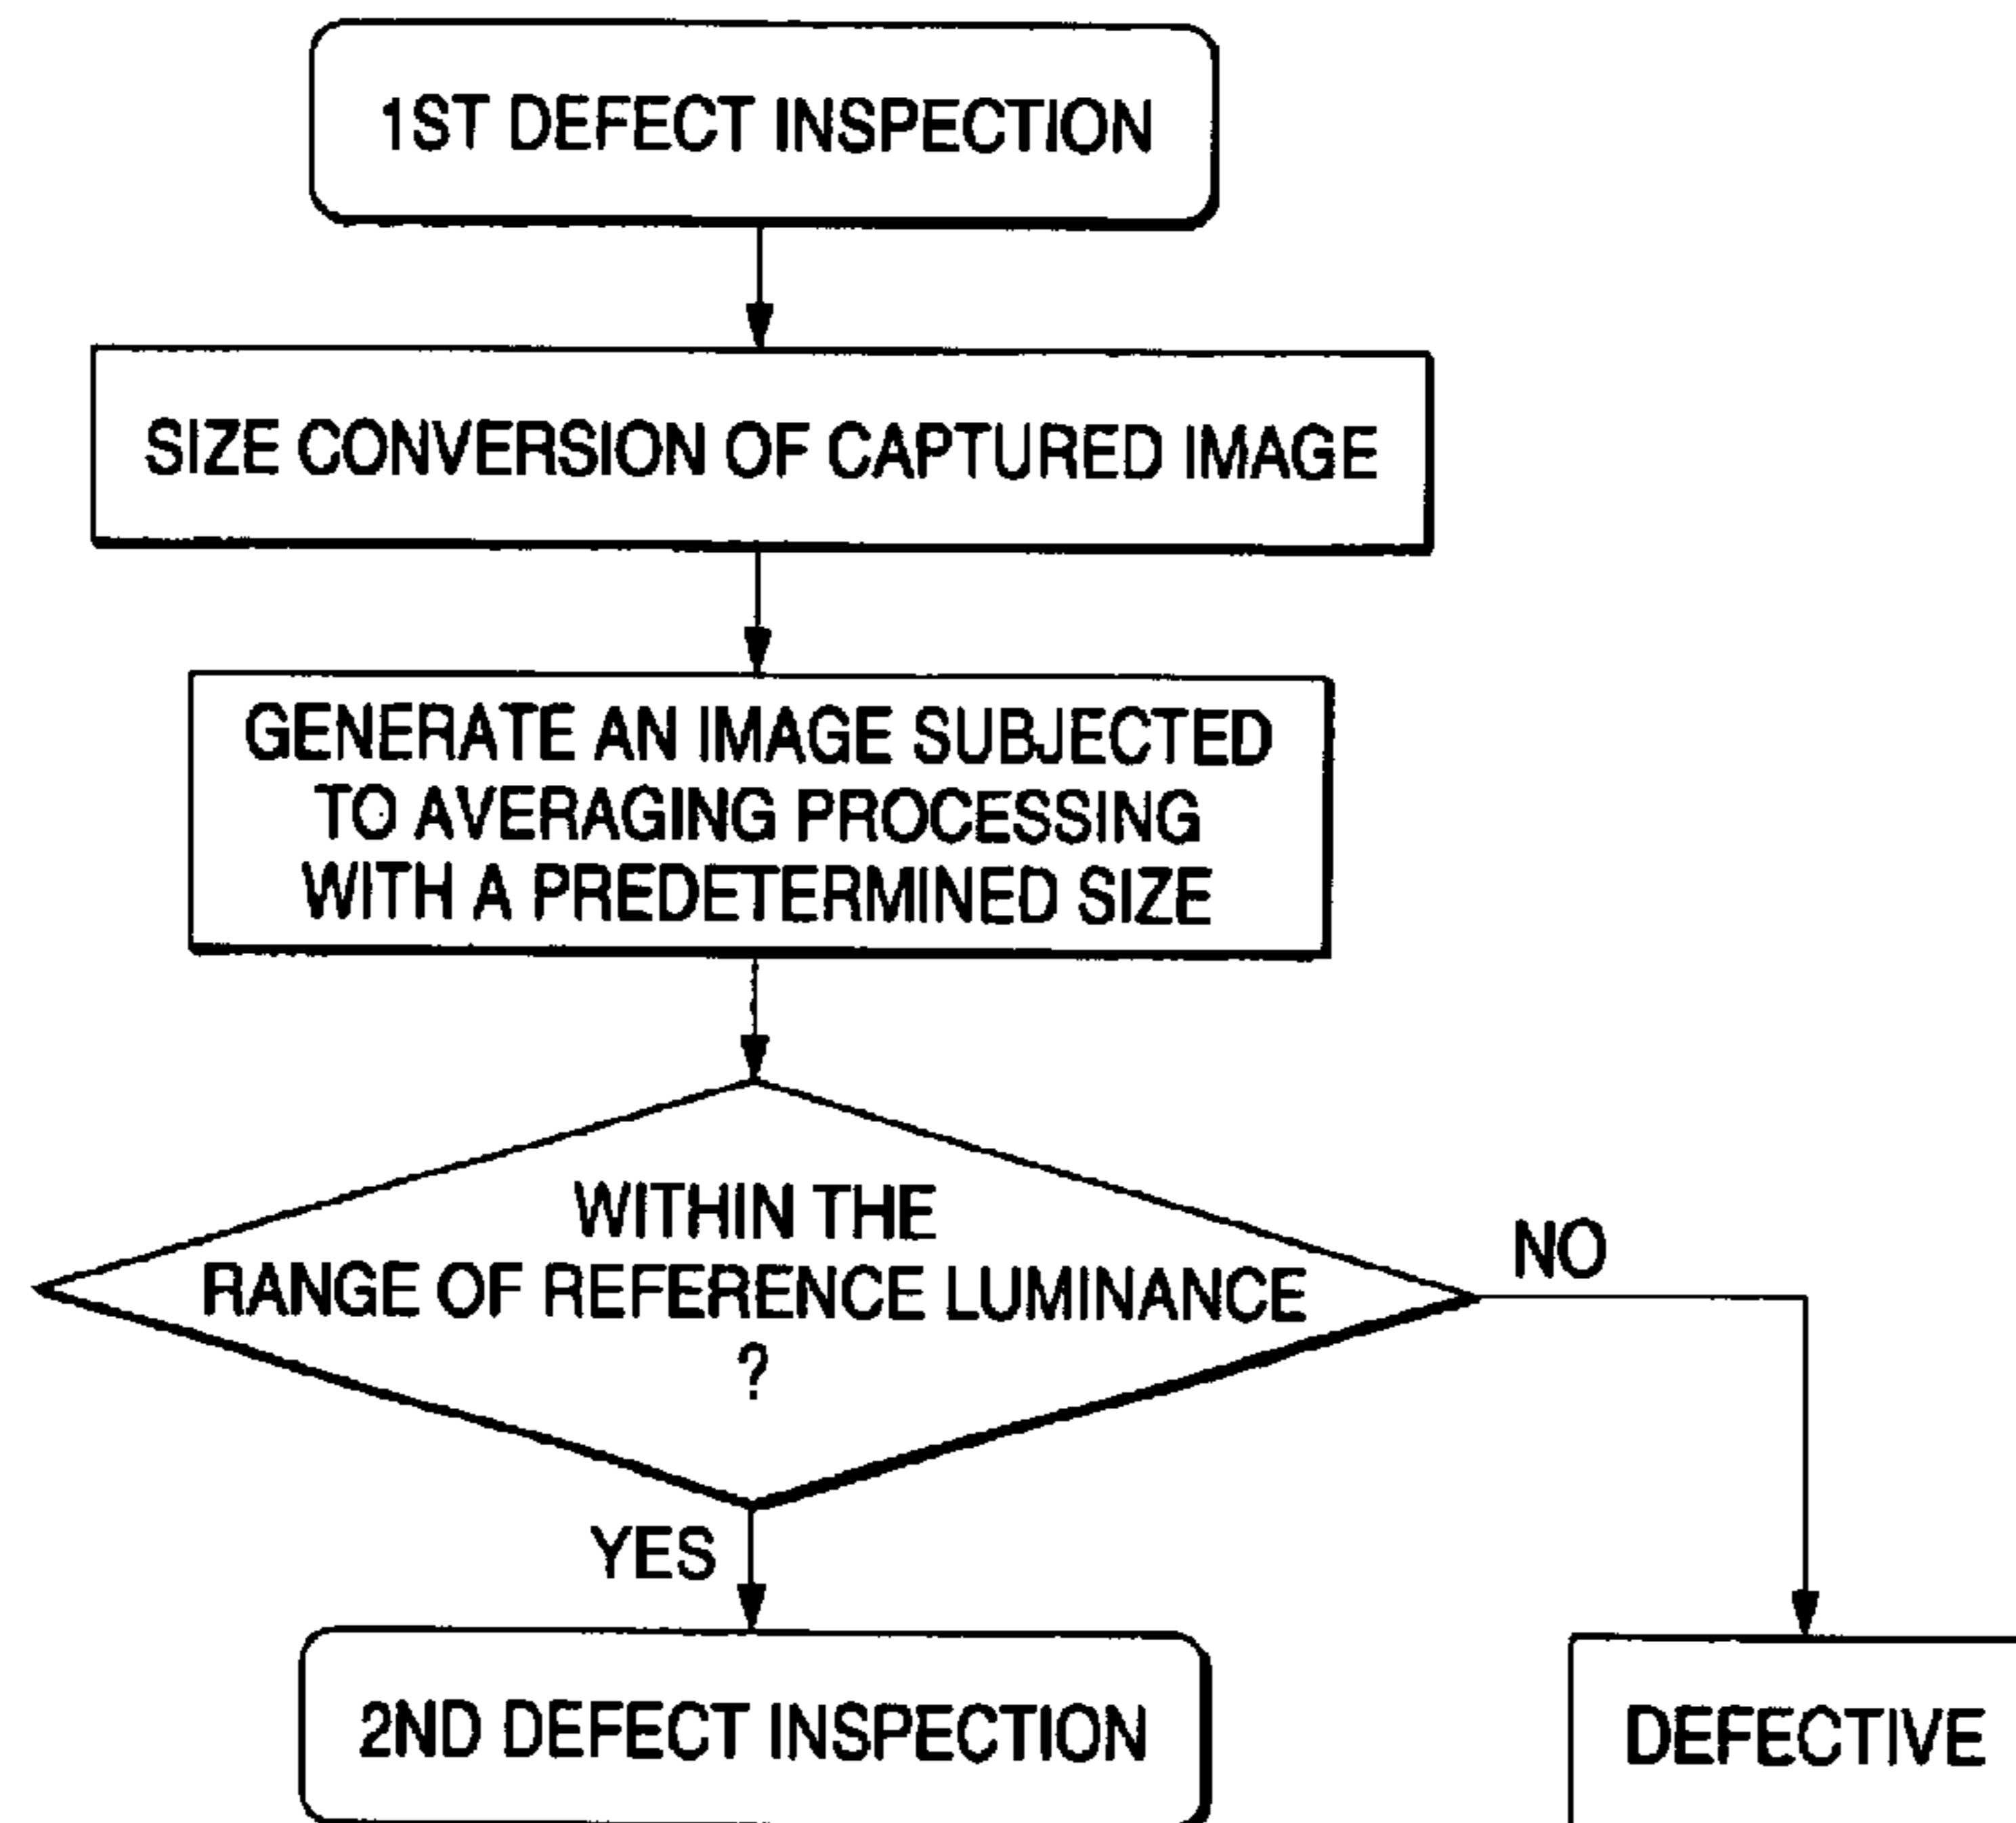 1ST DEFECT INSPECTION
SIZE CONVERSION OF CAPTURED IMAGE
GENERATE AN IMAGE SUBJECTED
TO AVERAGING PROCESSING
WITH A PREDETERMINED SIZE
WITHIN THE
RANGE OF REFERENCE LUMINANCE
?
NO
YES
2ND DEFECT INSPECTION
DEFECTIVE